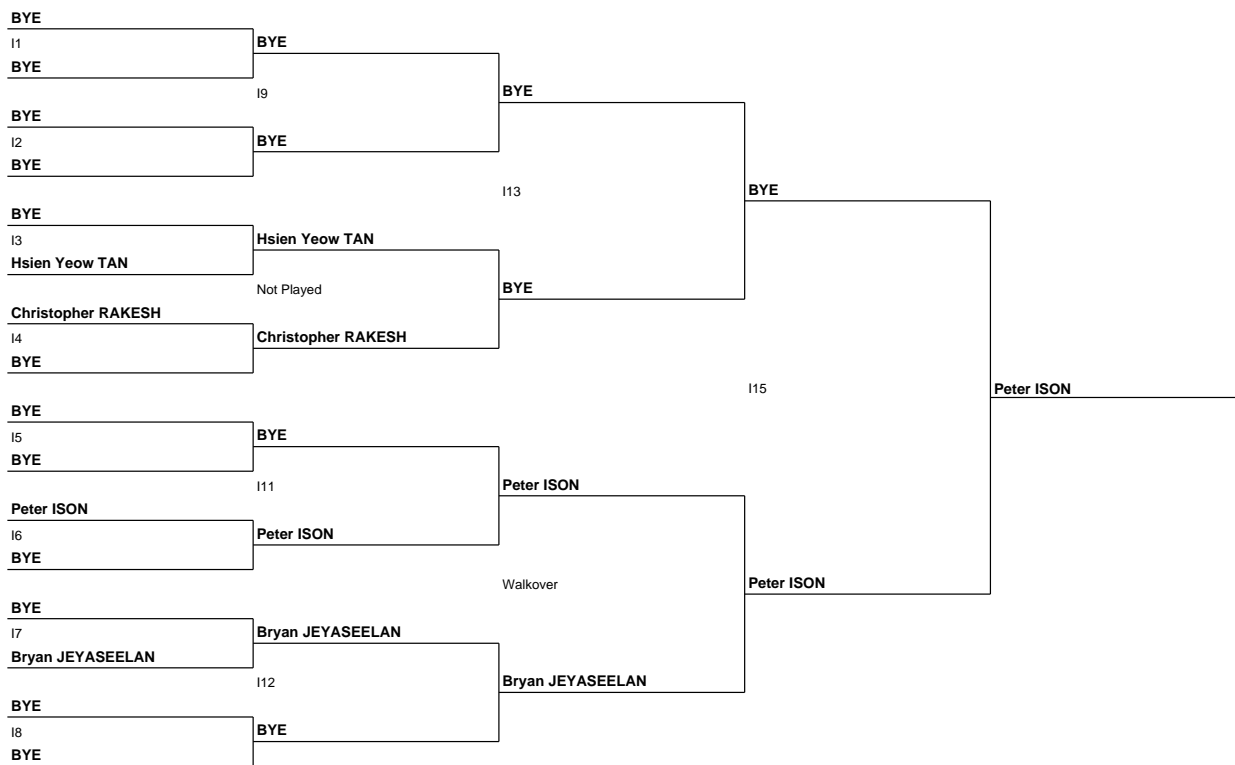 BYE
I1
BYE
BYE
I2
BYE
BYE
I3
Hsien Yeow TAN
Christopher RAKESH
I4
BYE
BYE
I5
BYE
Peter ISON
I6
BYE
BYE
I7
Bryan JEYASEELAN
BYE
I8
BYE
BYE
I9
BYE
Hsien Yeow TAN
Not Played
Christopher RAKESH
BYE
I11
Peter ISON
Bryan JEYASEELAN
I12
BYE
BYE
I13
BYE
Peter ISON
Walkover
Bryan JEYASEELAN
BYE
I15
Peter ISON
Peter ISON